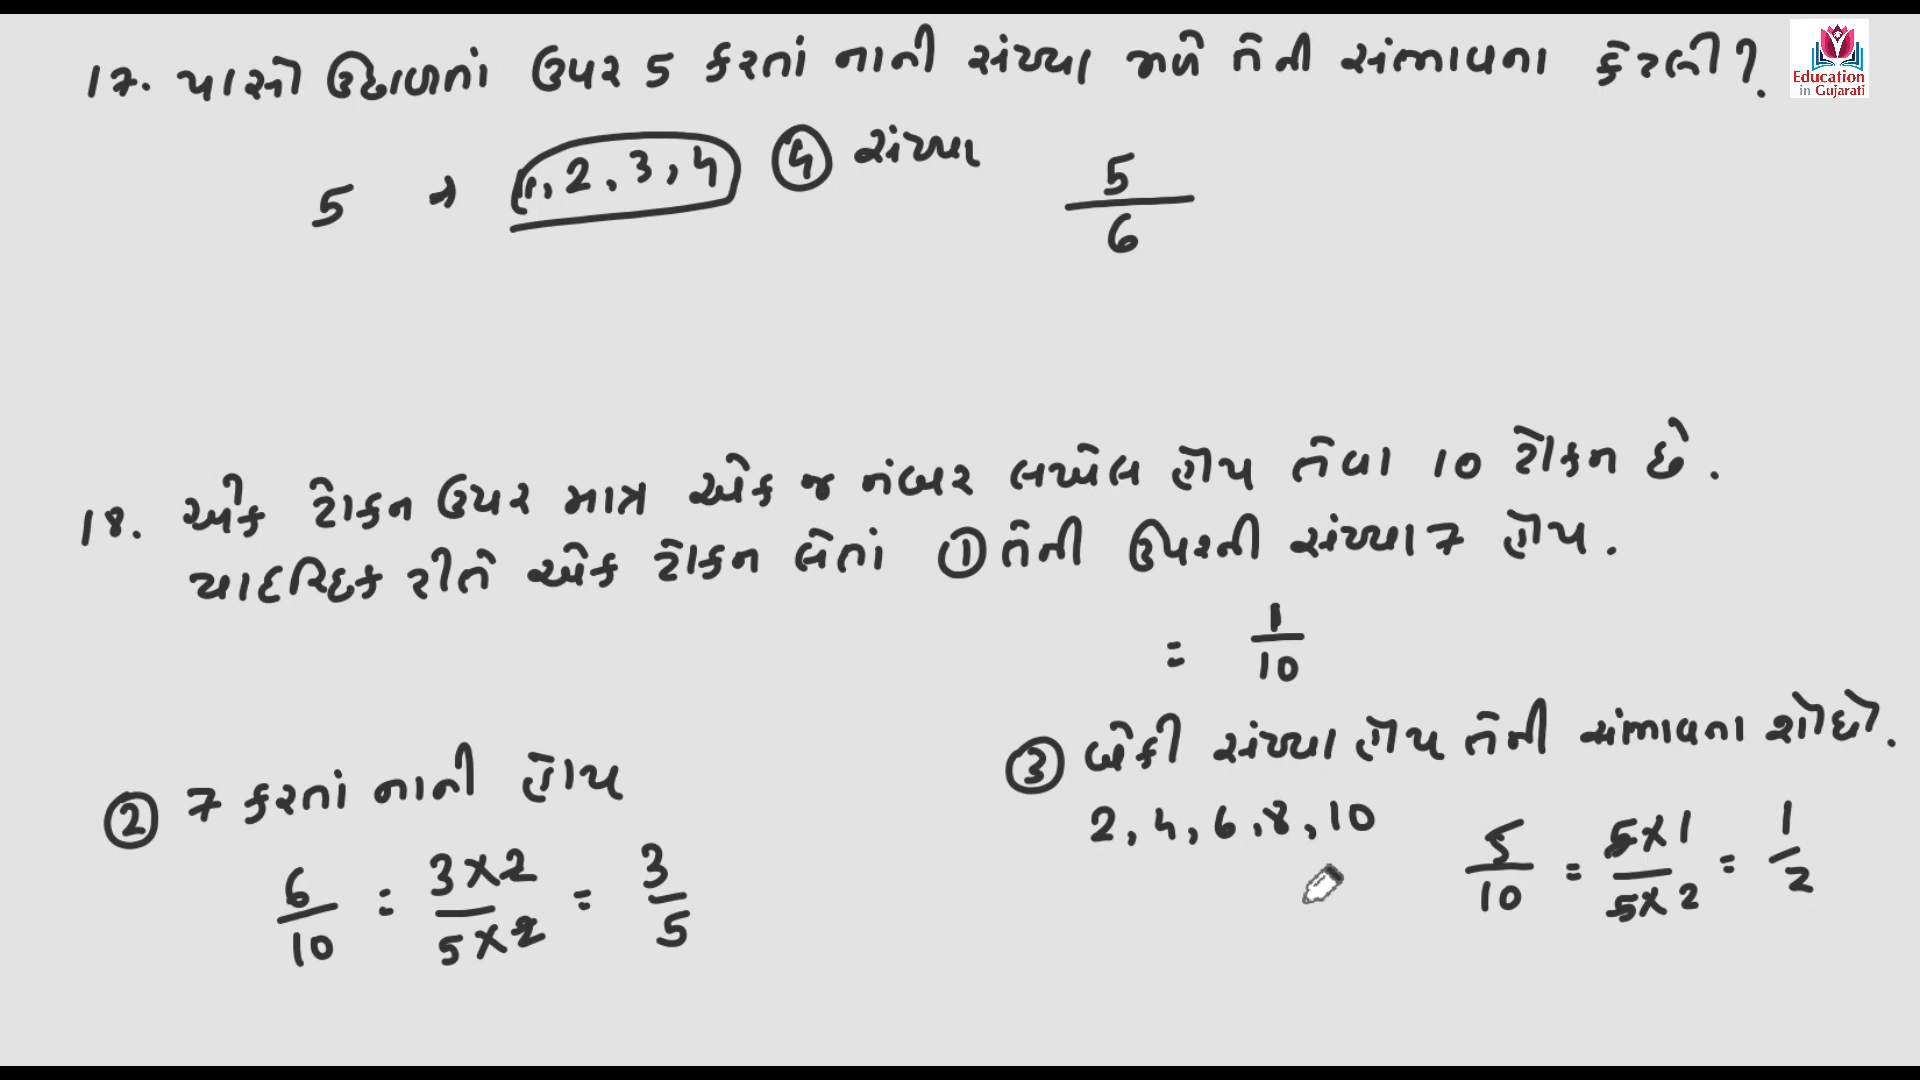 17. પાસો ઉછાળતાં ઉપર 5 કરતાં નાની સંખ્યા મળે તેની સંભાવના કેટલી ?.
Education
in Gujarati
5 → 1, 2, 3, 4 ④ સંખ્યા 5/6
18. એક ટોકન ઉપર માત્ર એક જ નંબર લખેલ હોય તેવા 10 ટોકન છે.
યાદચ્છિક રીતે એક ટોકન લેતાં ① તેની ઉપરની સંખ્યા 7 હોય.
= 1/10
② 7 કરતાં નાની હોય
6/10 = 3×2/5×2 = 3/5
③ બેકી સંખ્યા હોય તેની સંભાવના શોધો.
2, 4, 6, 8, 10 5/10 = 5×1/5×2 = 1/2